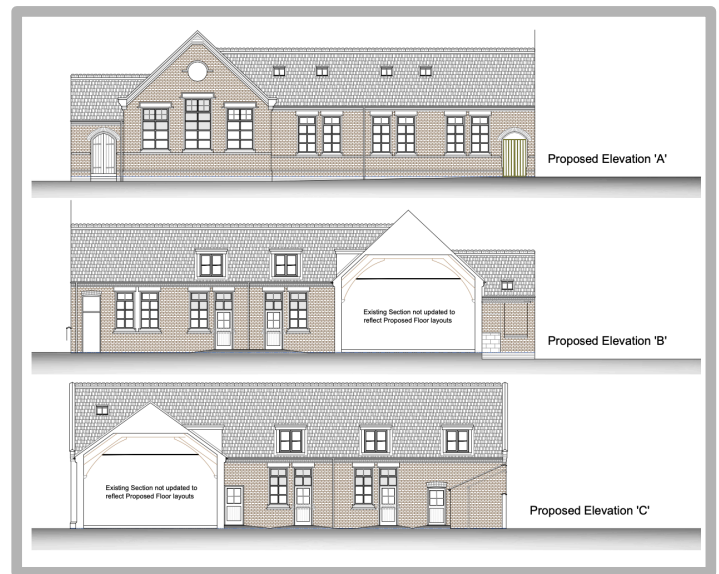 Proposed Elevation 'A'
Existing Section not updated to
reflect Proposed Floor layouts
Proposed Elevation 'B'
Existing Section not updated to
reflect Proposed Floor layouts
Proposed Elevation 'C'